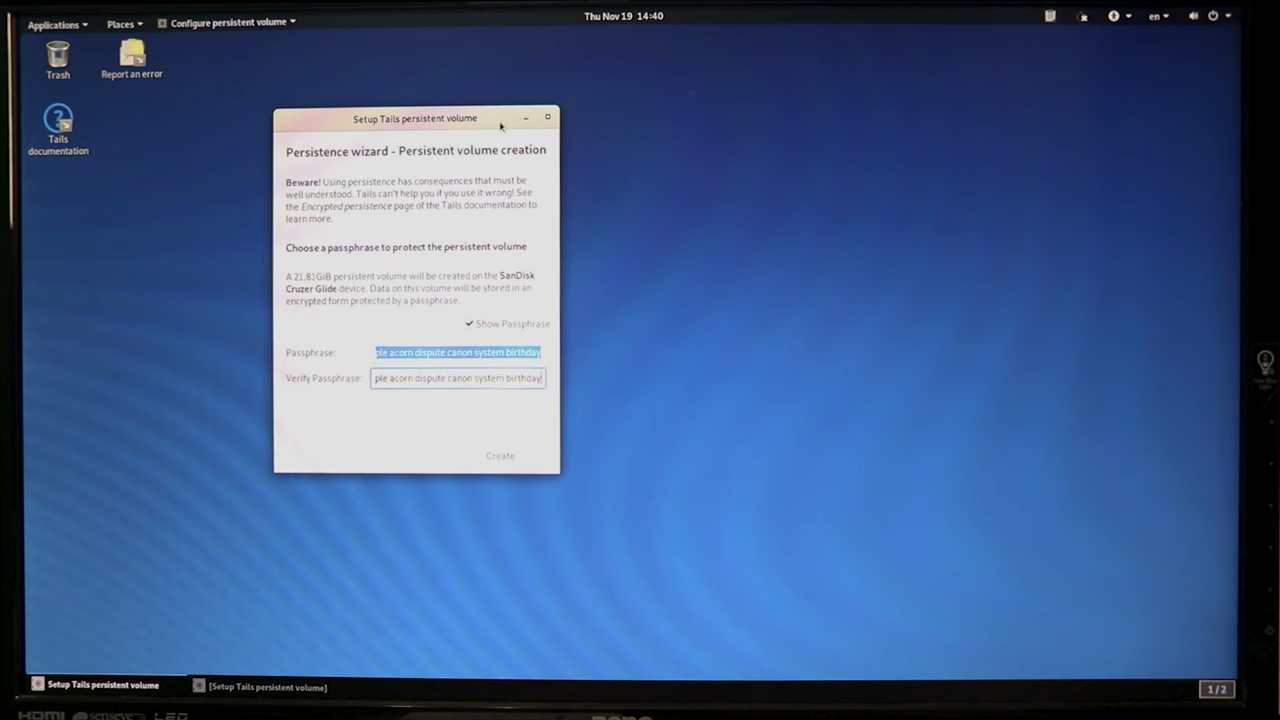 Applications Places Configure persistent volume Thu Nov 19 14:40 en
Trash
Report an error
Tails
documentation
Setup Tails persistent volume
Persistence wizard - Persistent volume creation
Beware! Using persistence has consequences that must be
well understood. Tails can't help you if you use it wrong! See
the Encrypted persistence page of the Tails documentation to
learn more.
Choose a passphrase to protect the persistent volume
A 21.81GiB persistent volume will be created on the SanDisk
Cruzer Glide device. Data on this volume will be stored in an
encrypted form protected by a passphrase.
Show Passphrase
Passphrase: ple acorn dispute canon system birthday
Verify Passphrase: ple acorn dispute canon system birthday
Create
Setup Tails persistent volume [Setup Tails persistent volume] 1/2
HDMI senseye LED